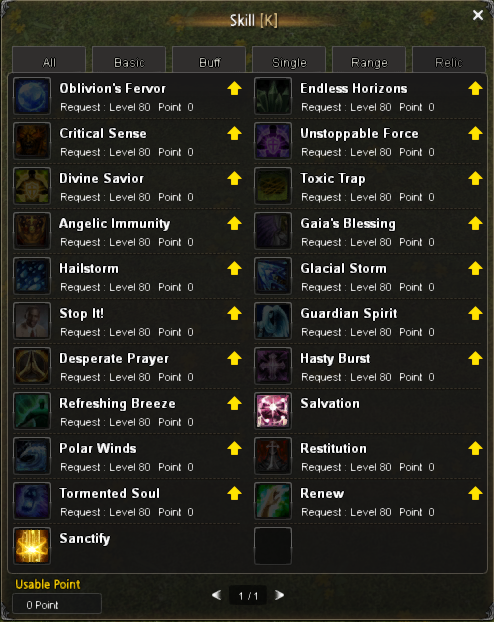 Skill [K]
All Basic Buff Single Range Relic
Oblivion's Fervor
Request : Level 80 Point 0
Endless Horizons
Request : Level 80 Point 0
Critical Sense
Request : Level 80 Point 0
Unstoppable Force
Request : Level 80 Point 0
Divine Savior
Request : Level 80 Point 0
Toxic Trap
Request : Level 80 Point 0
Angelic Immunity
Request : Level 80 Point 0
Gaia's Blessing
Request : Level 80 Point 0
Hailstorm
Request : Level 80 Point 0
Glacial Storm
Request : Level 80 Point 0
Stop It!
Request : Level 80 Point 0
Guardian Spirit
Request : Level 80 Point 0
Desperate Prayer
Request : Level 80 Point 0
Hasty Burst
Request : Level 80 Point 0
Refreshing Breeze
Request : Level 80 Point 0
Salvation
Polar Winds
Request : Level 80 Point 0
Restitution
Request : Level 80 Point 0
Tormented Soul
Request : Level 80 Point 0
Renew
Request : Level 80 Point 0
Sanctify
Usable Point
0 Point
1 / 1